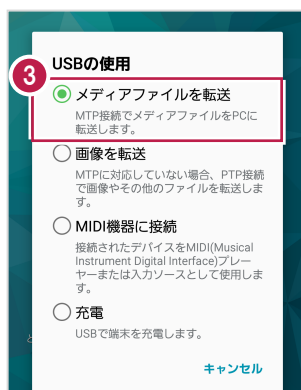 USBの使用
3
メディアファイルを転送
MTP接続でメディアファイルをPCに
転送します。
画像を転送
MTPに対応していない場合、PTP接続
で画像やその他のファイルを転送しま
す。
MIDI機器に接続
接続されたデバイスをMIDI(Musical
Instrument Digital Interface)プレー
ヤーまたは入力ソースとして使用しま
す。
充電
USBで端末を充電します。
と
キャンセル